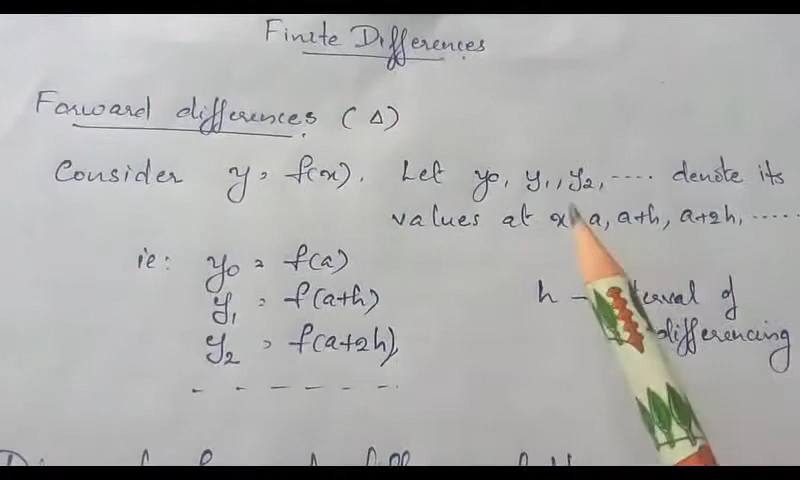 Finite Differences
Forward differences (Δ)
Consider y = f(x). Let y₀, y₁, y₂, .... denote its
values at x a, a+h, a+2h, .....
ie: y₀ = f(a)
y₁ = f(a+h)
y₂ = f(a+2h)
h - of
differencing